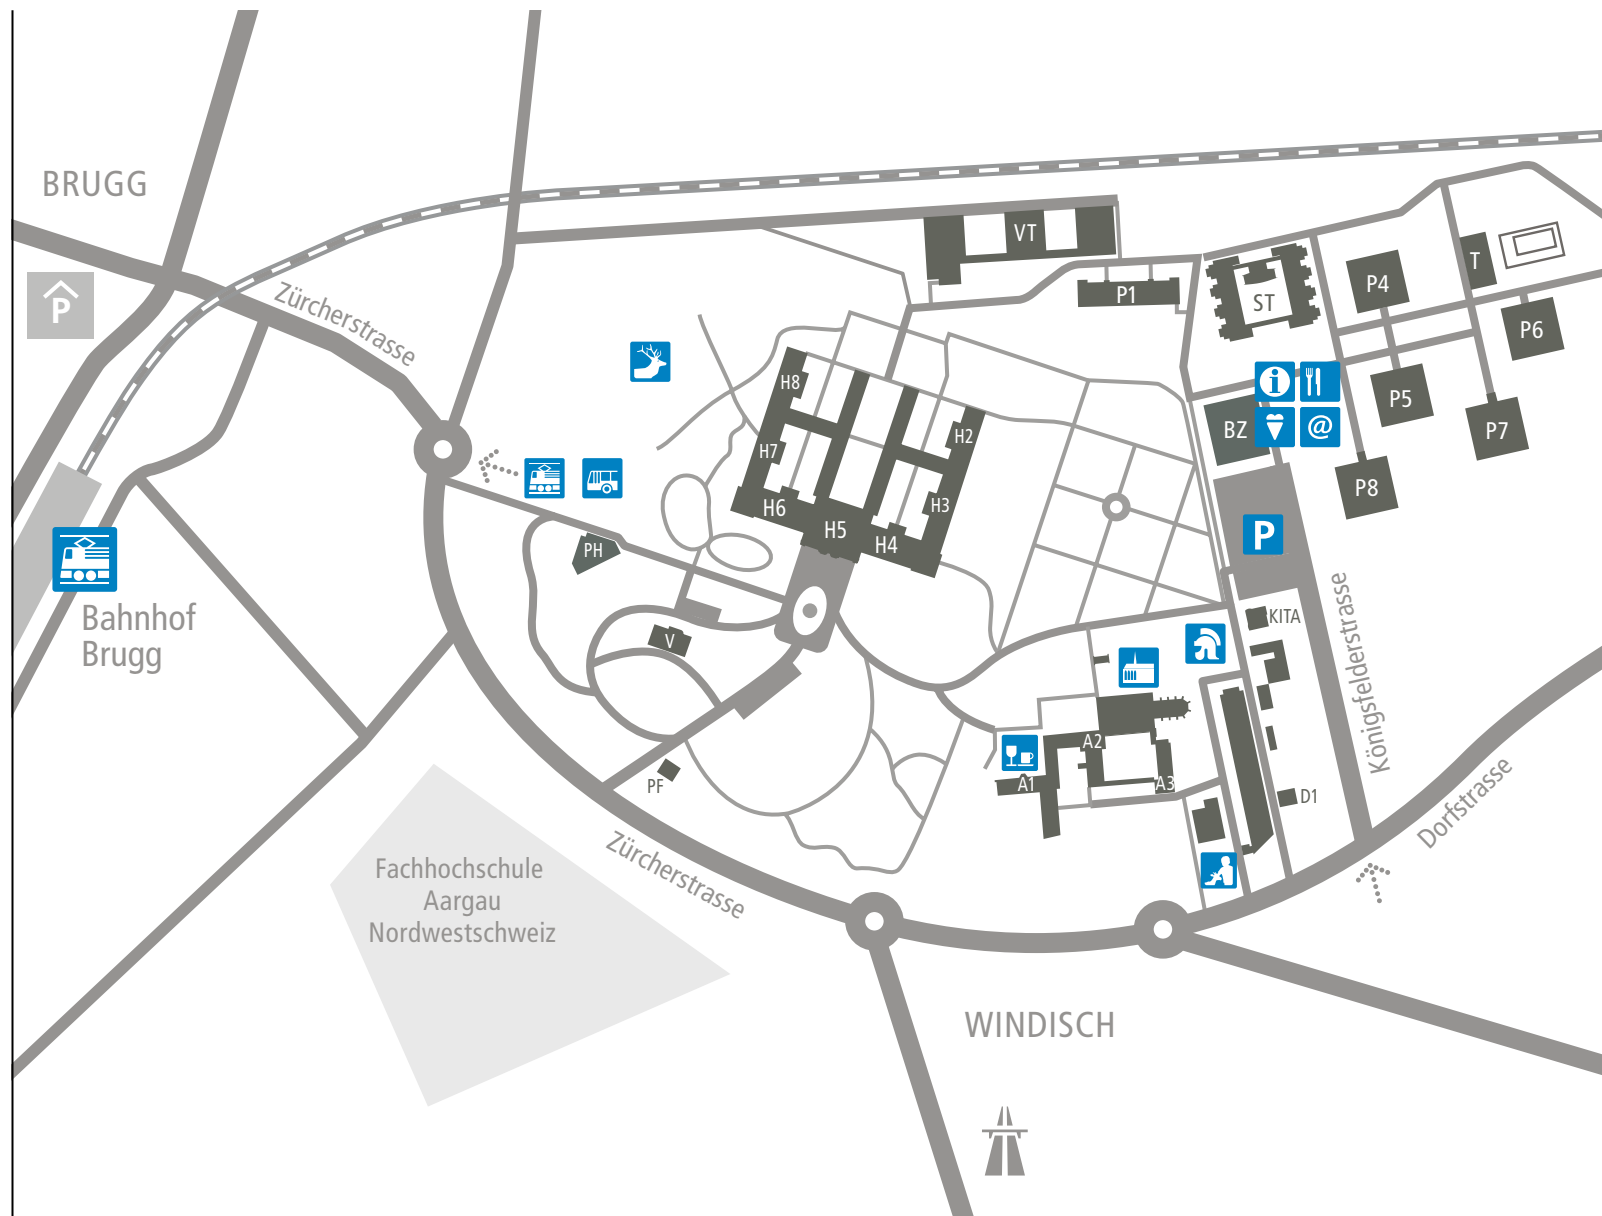 BRUGG
P
Zürcherstrasse
VT
P1
ST
P4
T
P6
P5
P7
P8
i
@
BZ
P
H8
H7
H6
H5
H4
H3
H2
PH
V
PF
Bahnhof
Brugg
KITA
Königsfelderstrasse
A2
A1
A3
D1
Dorfstrasse
Zürcherstrasse
Fachhochschule
Aargau
Nordwestschweiz
WINDISCH